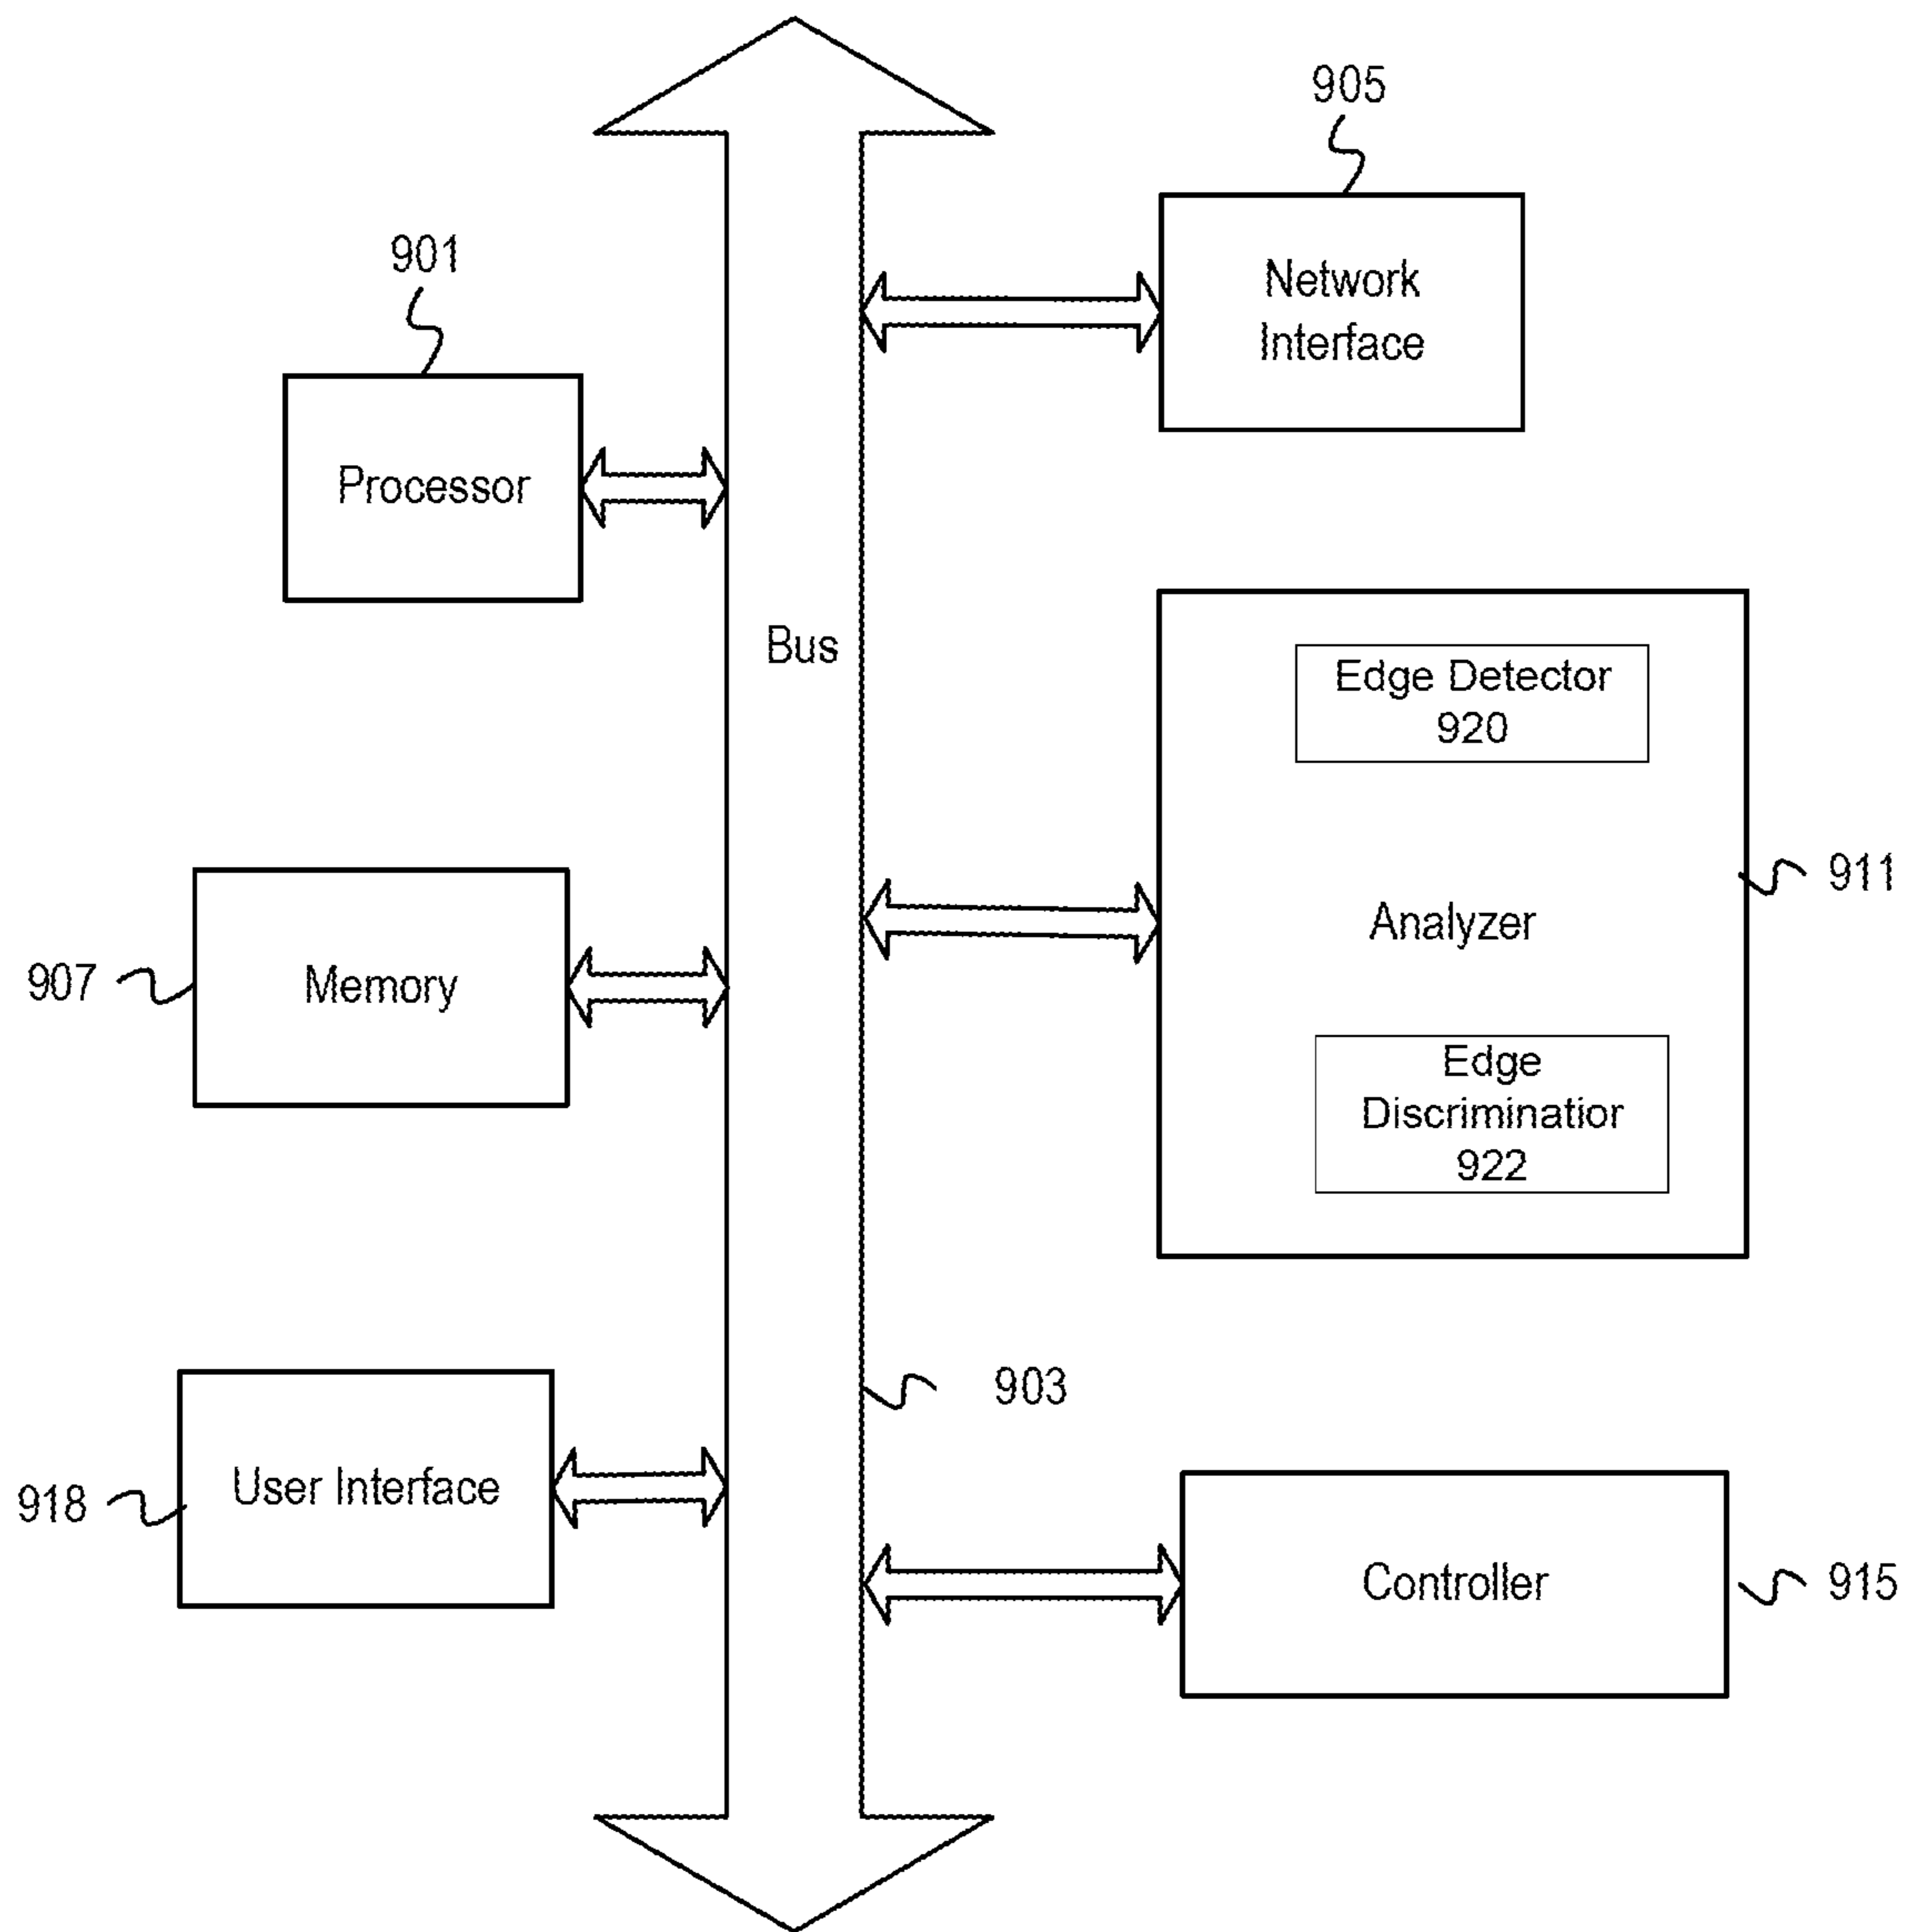 905
901
Network
Interface
Processor
Bus
Edge Detector
920
911
Analyzer
907
Memory
Edge
Discriminatior
922
903
918
User Interface
Controller
915